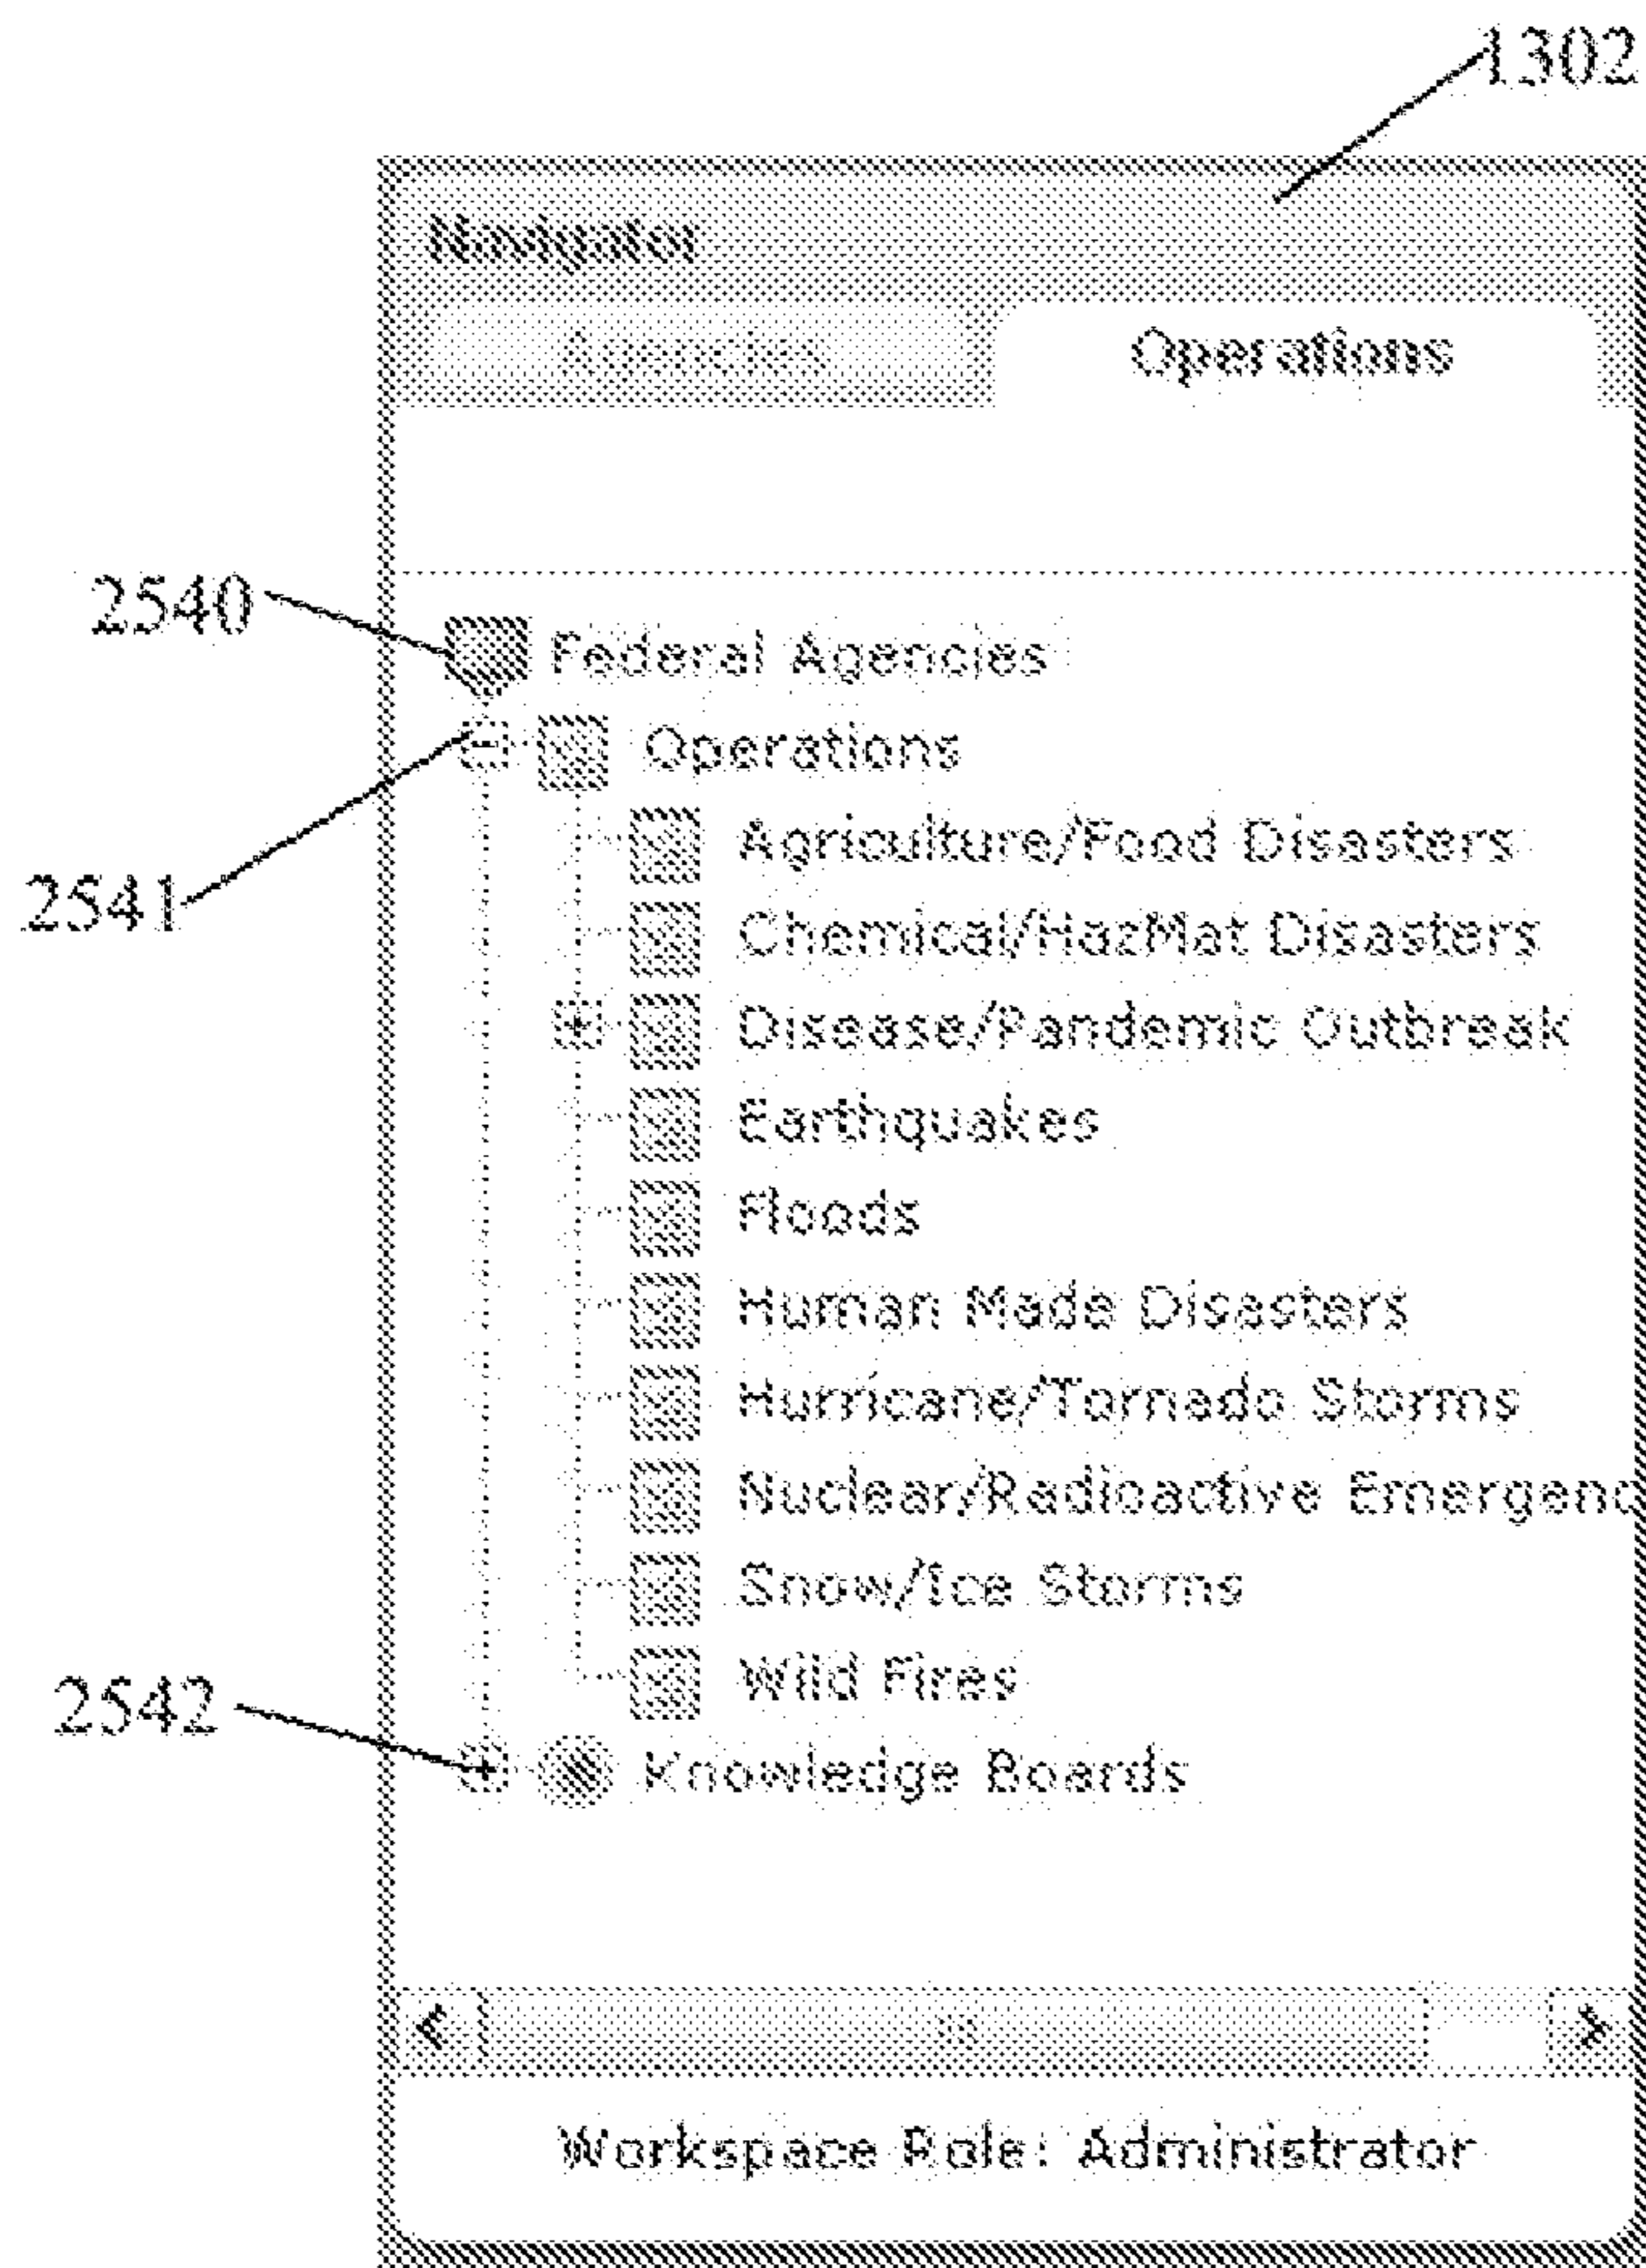 1302
Navigator
Agencies Operations
2540
Federal Agencies
Operations
Agriculture/Food Disasters
2541
Chemical/HazMat Disasters
Disease/Pandemic Outbreak
Earthquakes
Floods
Human Made Disasters
Hurricane/Tornado Storms
Nuclear/Radioactive Emergenc
Snow/Ice Storms
Wild Fires
2542
Knowledge Boards
Workspace Role: Administrator